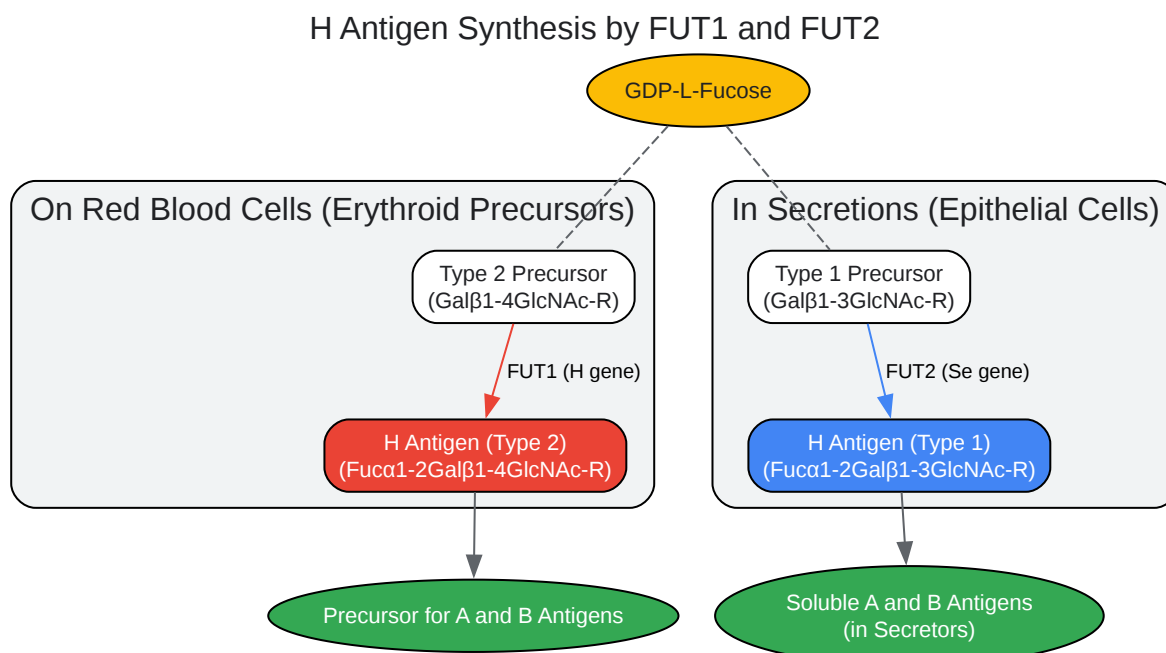 H Antigen Synthesis by FUT1 and FUT2
GDP-L-Fucose
On Red Blood Cells (Erythroid Precursors)
Type 2 Precursor
(Galβ1-4GlcNAc-R)
FUT1 (H gene)
H Antigen (Type 2)
(Fucα1-2Galβ1-4GlcNAc-R)
Precursor for A and B Antigens
In Secretions (Epithelial Cells)
Type 1 Precursor
(Galβ1-3GlcNAc-R)
FUT2 (Se gene)
H Antigen (Type 1)
(Fucα1-2Galβ1-3GlcNAc-R)
Soluble A and B Antigens
(in Secretors)